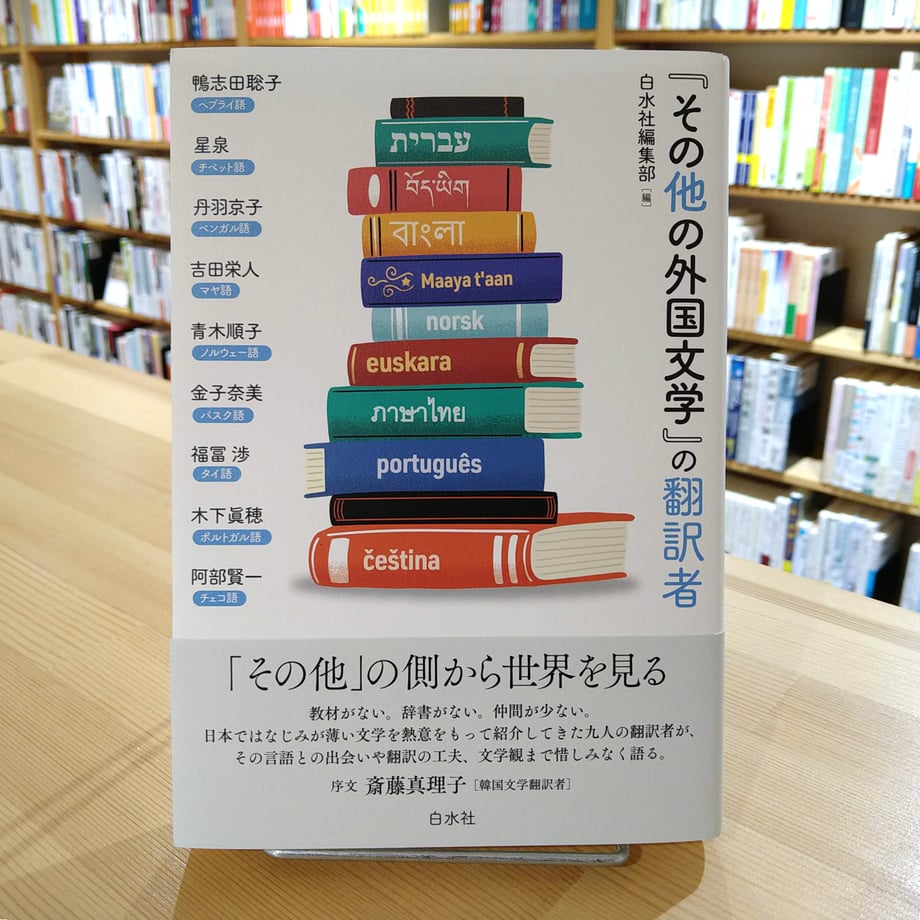 『その他の外国文学』の翻訳者
白水社編集部［編］
鴨志田聡子
ヘブライ語
星泉
チベット語
丹羽京子
ベンガル語
吉田栄人
マヤ語
青木順子
ノルウェー語
金子奈美
バスク語
福冨 渉
タイ語
木下眞穂
ポルトガル語
阿部賢一
チェコ語
עברית
བོད་ཡིག
বাংলা
Maaya t'aan
norsk
euskara
ภาษาไทย
português
čeština
「その他」の側から世界を見る
教材がない。辞書がない。仲間が少ない。
日本ではなじみが薄い文学を熱意をもって紹介してきた九人の翻訳者が、
その言語との出会いや翻訳の工夫、文学観まで惜しみなく語る。
序文 斎藤真理子［韓国文学翻訳者］
白水社